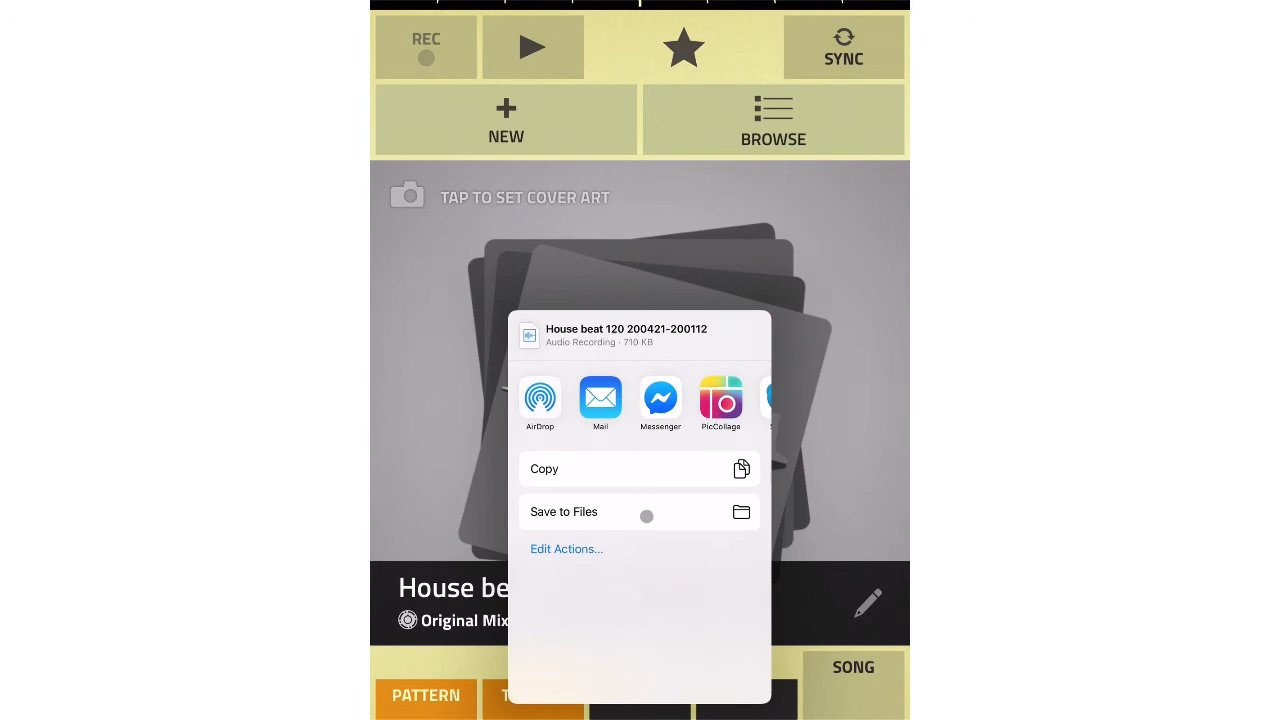 REC
SYNC
NEW
BROWSE
TAP TO SET COVER ART
House beat 120 200421-200112
Audio Recording · 710 KB
AirDrop
Mail
Messenger
PicCollage
Copy
Save to Files
Edit Actions...
House be
Original Mix
SONG
PATTERN
T